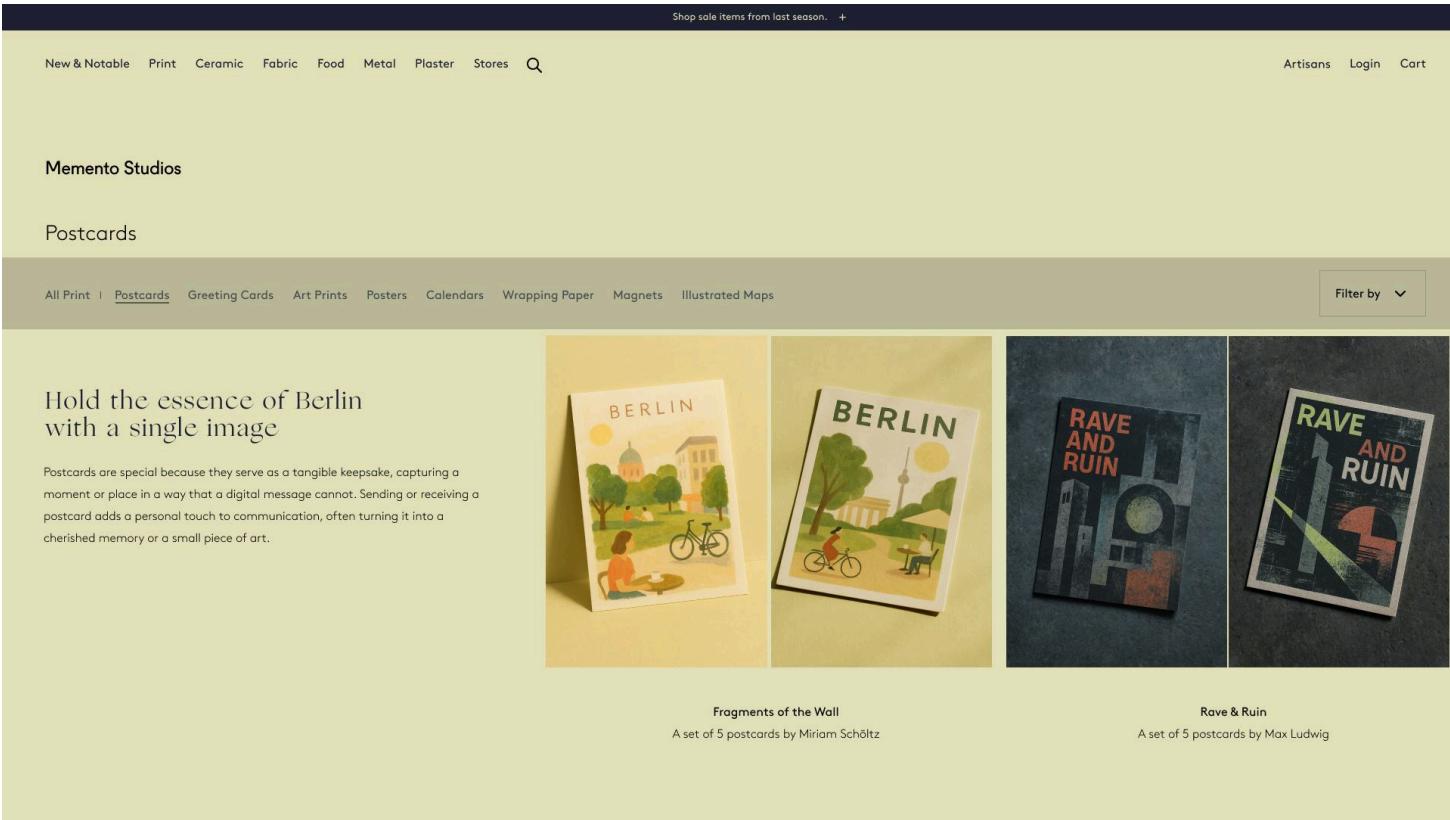 Shop sale items from last season. +
New & Notable Print Ceramic Fabric Food Metal Plaster Stores
Artisans Login Cart
Memento Studios
Postcards
All Print | Postcards Greeting Cards Art Prints Posters Calendars Wrapping Paper Magnets Illustrated Maps
Filter by
Hold the essence of Berlin
with a single image
Postcards are special because they serve as a tangible keepsake, capturing a
moment or place in a way that a digital message cannot. Sending or receiving a
postcard adds a personal touch to communication, often turning it into a
cherished memory or a small piece of art.
BERLIN
BERLIN
RAVE
AND
RUIN
RAVE
AND
RUIN
Fragments of the Wall
A set of 5 postcards by Miriam Schöltz
Rave & Ruin
A set of 5 postcards by Max Ludwig